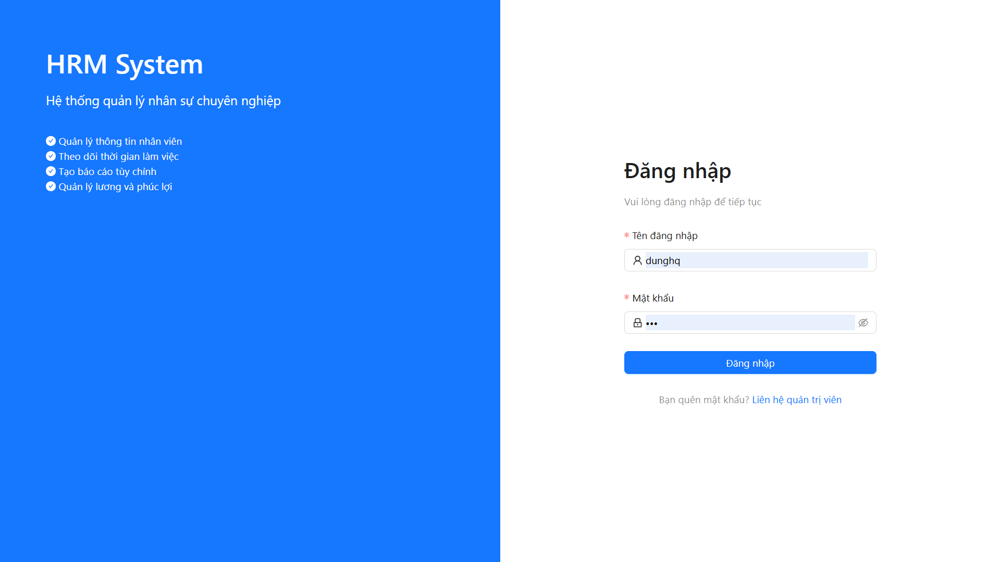 HRM System
Hệ thống quản lý nhân sự chuyên nghiệp
Quản lý thông tin nhân viên
Theo dõi thời gian làm việc
Tạo báo cáo tùy chỉnh
Quản lý lương và phúc lợi
Đăng nhập
Vui lòng đăng nhập để tiếp tục
* Tên đăng nhập
dunghq
* Mật khẩu
•••
Đăng nhập
Bạn quên mật khẩu? Liên hệ quản trị viên